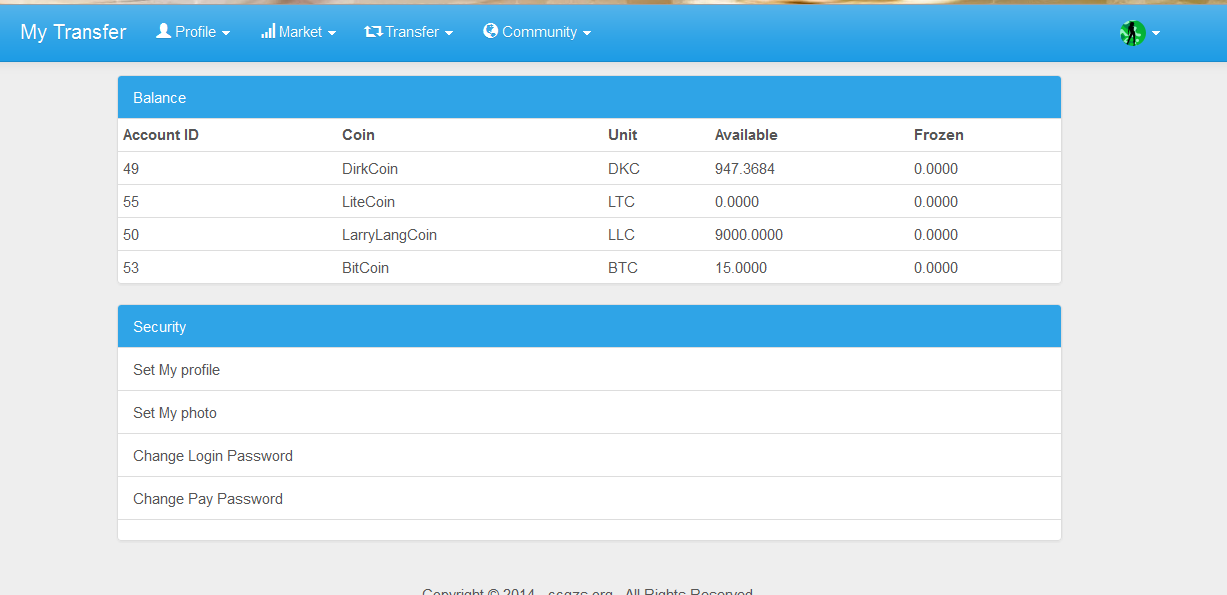 My Transfer Profile Market Transfer Community
Balance
Account ID Coin Unit Available Frozen
49 DirkCoin DKC 947.3684 0.0000
55 LiteCoin LTC 0.0000 0.0000
50 LarryLangCoin LLC 9000.0000 0.0000
53 BitCoin BTC 15.0000 0.0000
Security
Set My profile
Set My photo
Change Login Password
Change Pay Password
Copyright © 2014 - All Rights Reserved